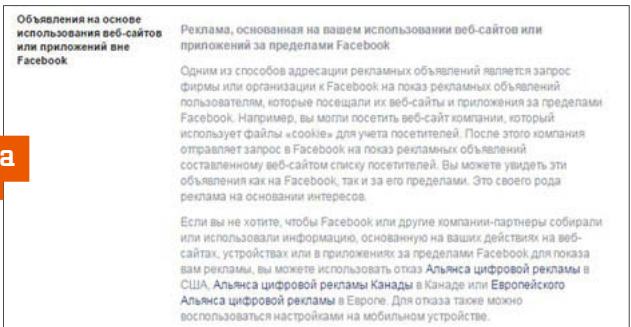 Объявления на основе
использования веб-сайтов
или приложений вне
Facebook
Реклама, основанная на вашем использовании веб-сайтов или
приложений за пределами Facebook
Одним из способов адресации рекламных объявлений является запрос
фирмы или организации к Facebook на показ рекламных объявлений
пользователям, которые посещали их веб-сайты и приложения за пределами
Facebook. Например, вы могли посетить веб-сайт компании, который
использует файлы «cookie» для учета посетителей. После этого компания
отправляет запрос в Facebook на показ рекламных объявлений
составленному веб-сайтом списку посетителей. Вы можете увидеть эти
объявления как на Facebook, так и за его пределами. Это своего рода
реклама на основании интересов.
Если вы не хотите, чтобы Facebook или другие компании-партнеры собирали
или использовали информацию, основанную на ваших действиях на веб-
сайтах, устройствах или в приложениях за пределами Facebook для показа
вам рекламы, вы можете использовать отказ Альянса цифровой рекламы в
США, Альянса цифровой рекламы Канады в Канаде или Европейского
Альянса цифровой рекламы в Европе. Для отказа также можно
воспользоваться настройками на мобильном устройстве.
a